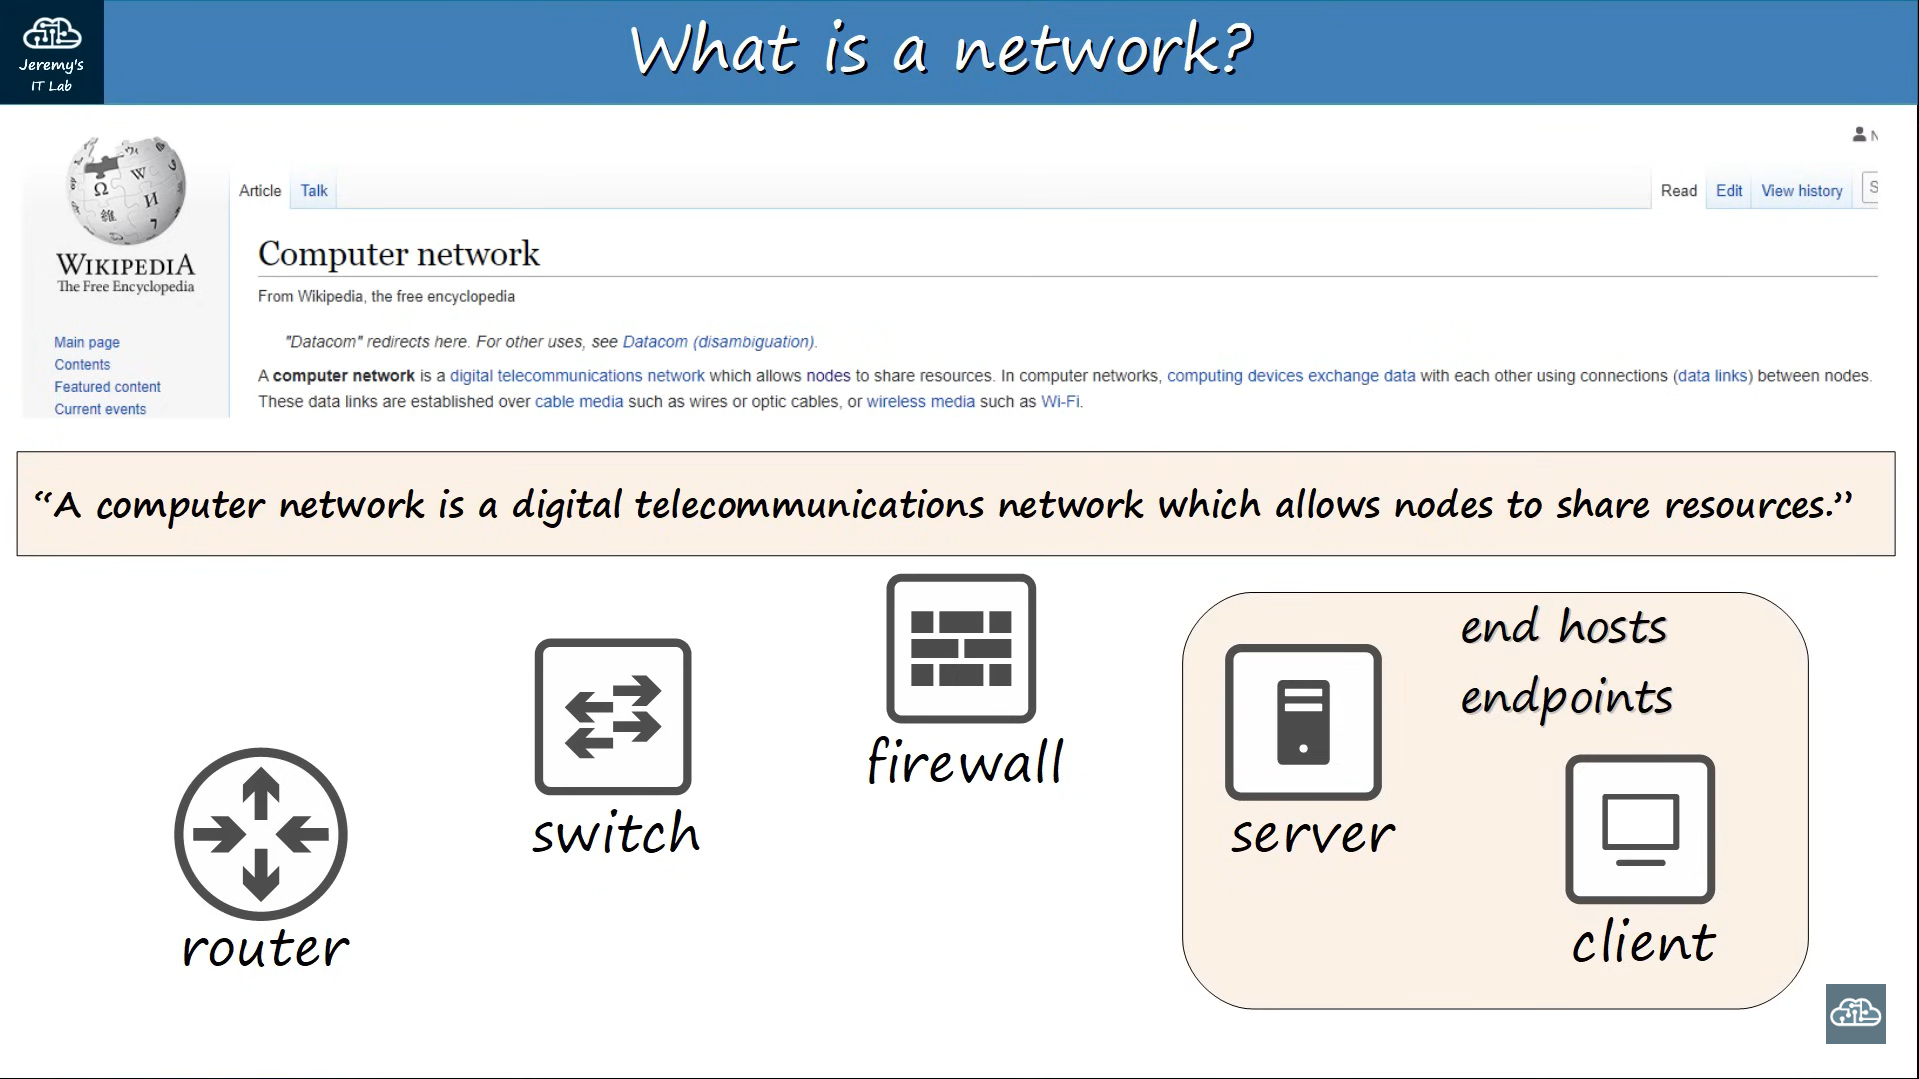 Jeremy's
IT Lab
What is a network?
N
Article Talk
Read Edit View history S
WIKIPEDIA
The Free Encyclopedia
Main page
Contents
Featured content
Current events
Computer network
From Wikipedia, the free encyclopedia
"Datacom" redirects here. For other uses, see Datacom (disambiguation).
A computer network is a digital telecommunications network which allows nodes to share resources. In computer networks, computing devices exchange data with each other using connections (data links) between nodes.
These data links are established over cable media such as wires or optic cables, or wireless media such as Wi-Fi.
“A computer network is a digital telecommunications network which allows nodes to share resources.”
router
switch
firewall
server
end hosts
endpoints
client